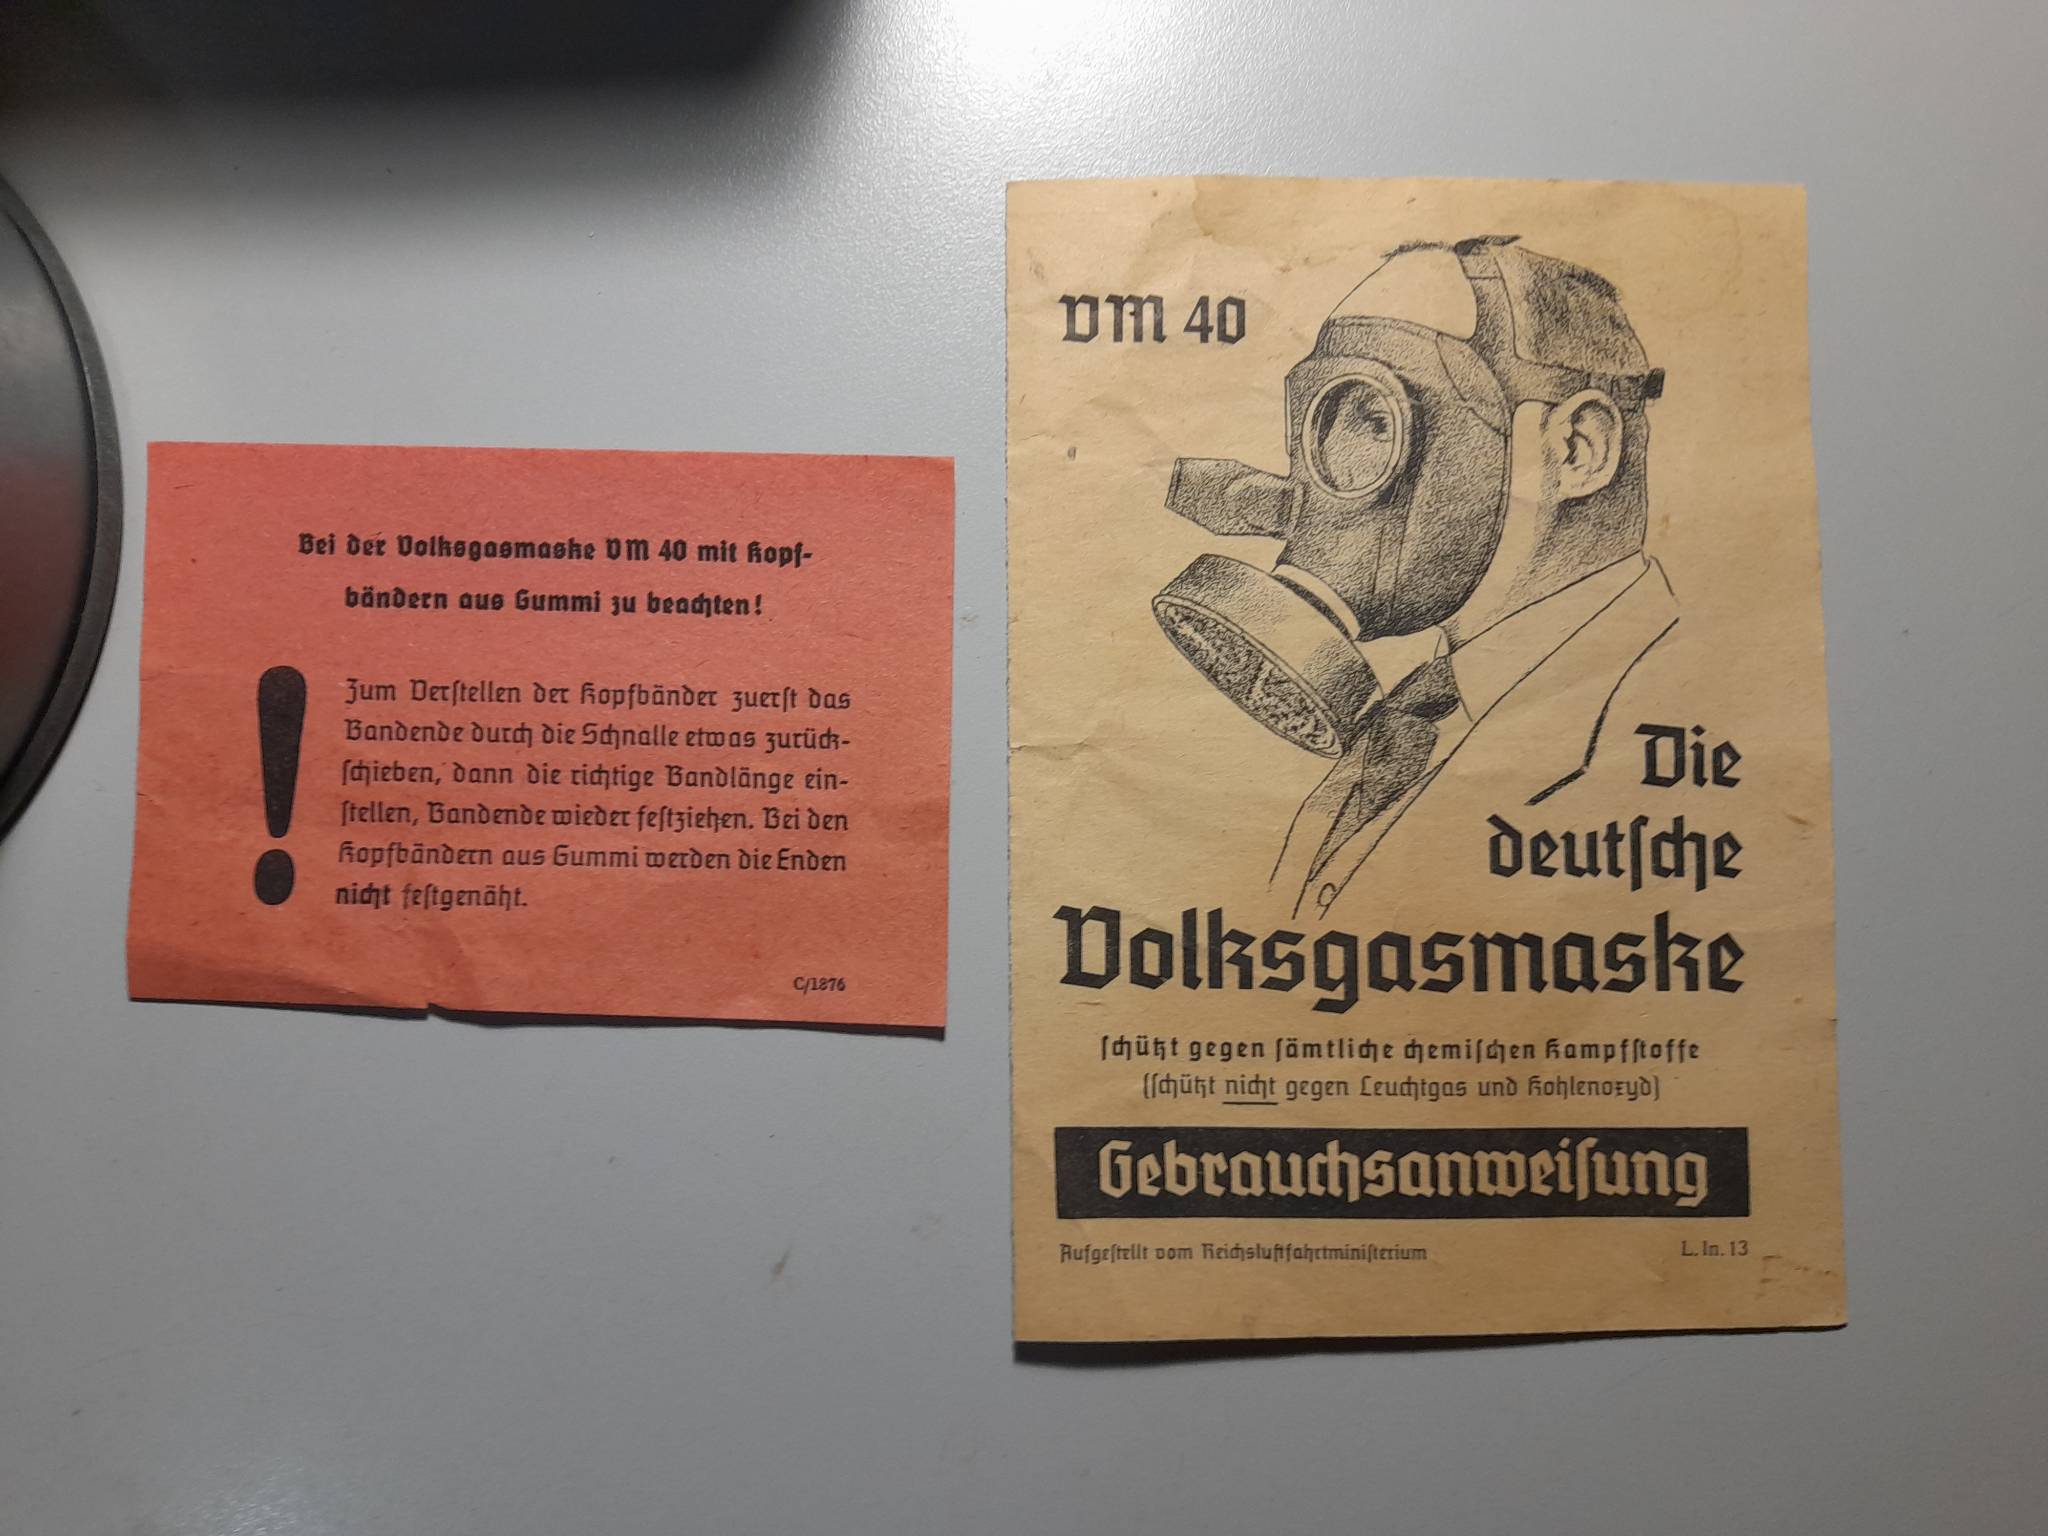 Bei der Volksgasmaske VM 40 mit Kopf-
bändern aus Gummi zu beachten!
Zum Verſtellen der Kopfbänder zuerſt das
Bandende durch die Schnalle etwas zurück-
ſchieben, dann die richtige Bandlänge ein-
ſtellen, Bandende wieder feſtziehen. Bei den
Kopfbändern aus Gummi werden die Enden
nicht feſtgenäht.
C/1876
VM 40
Die
deutſche
Volksgasmaske
ſchützt gegen ſämtliche chemiſchen Kampfſtoffe
(ſchützt nicht gegen Leuchtgas und Kohlenoxyd)
Gebrauchsanweiſung
Aufgeſtellt vom Reichsluftfahrtminiſterium
L. In. 13